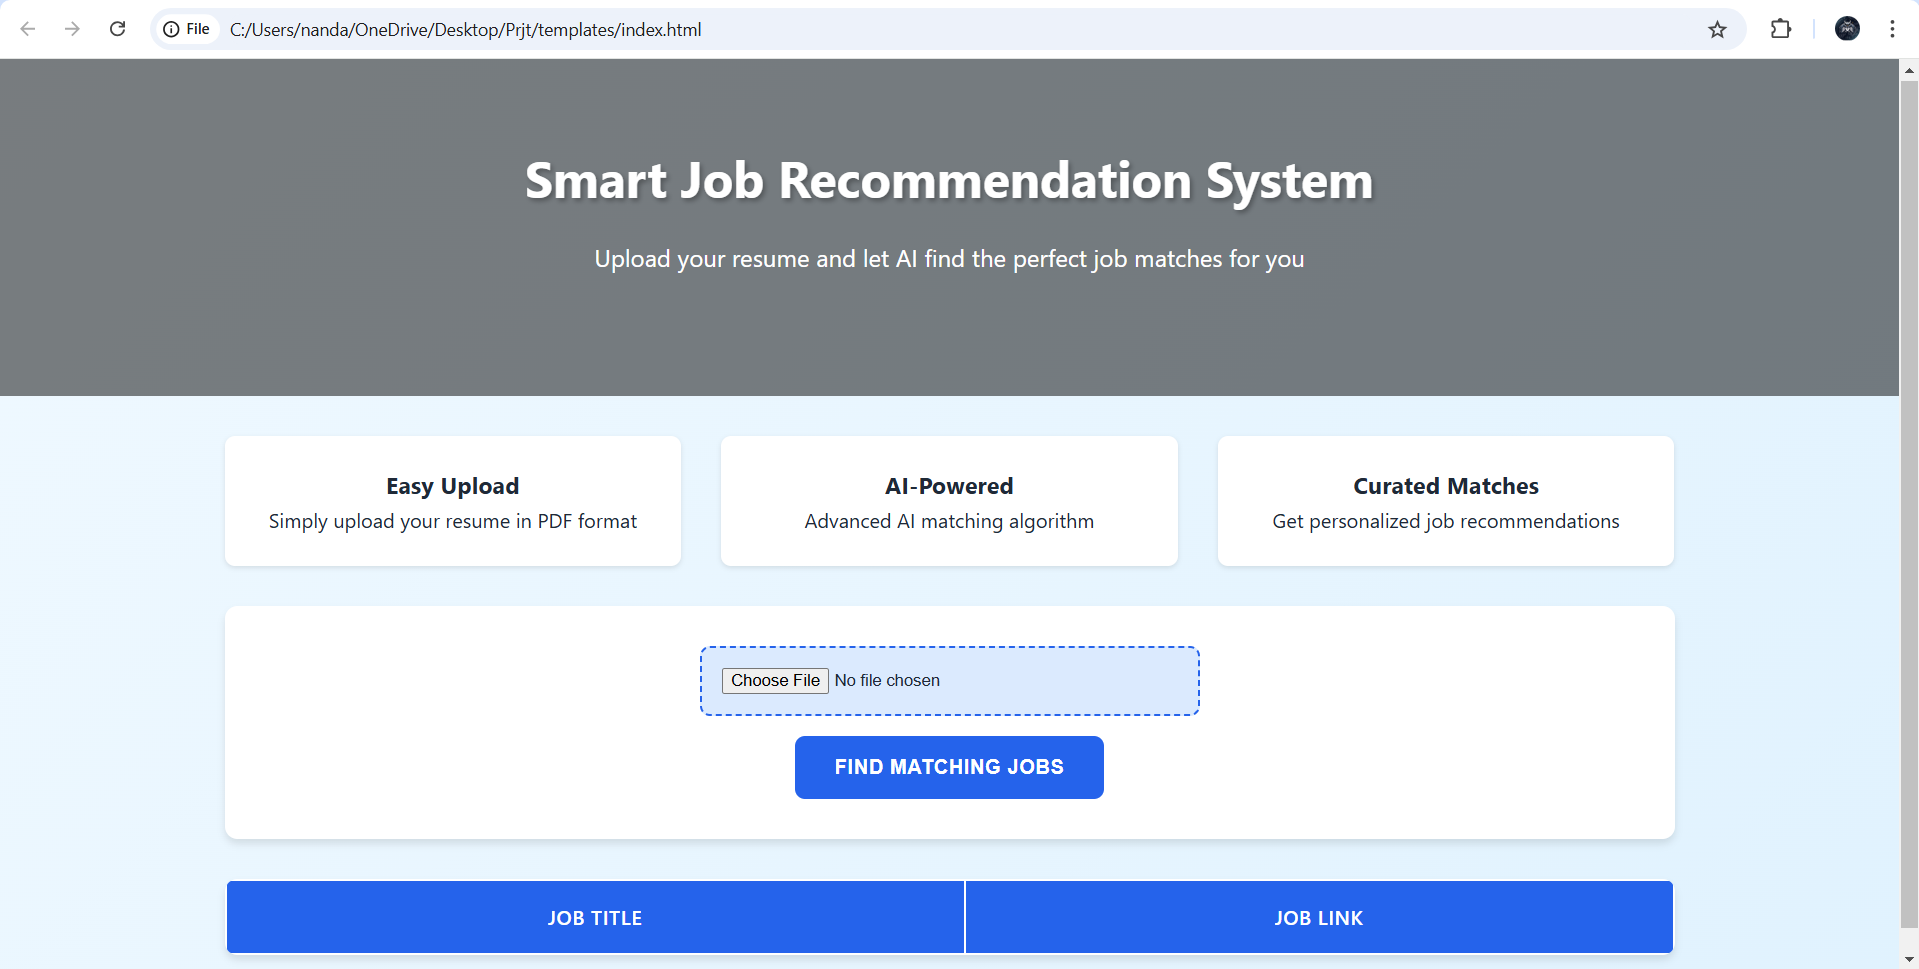 File C:/Users/nanda/OneDrive/Desktop/Prjt/templates/index.html
Smart Job Recommendation System
Upload your resume and let AI find the perfect job matches for you
Easy Upload
Simply upload your resume in PDF format
AI-Powered
Advanced AI matching algorithm
Curated Matches
Get personalized job recommendations
Choose File No file chosen
FIND MATCHING JOBS
JOB TITLE JOB LINK